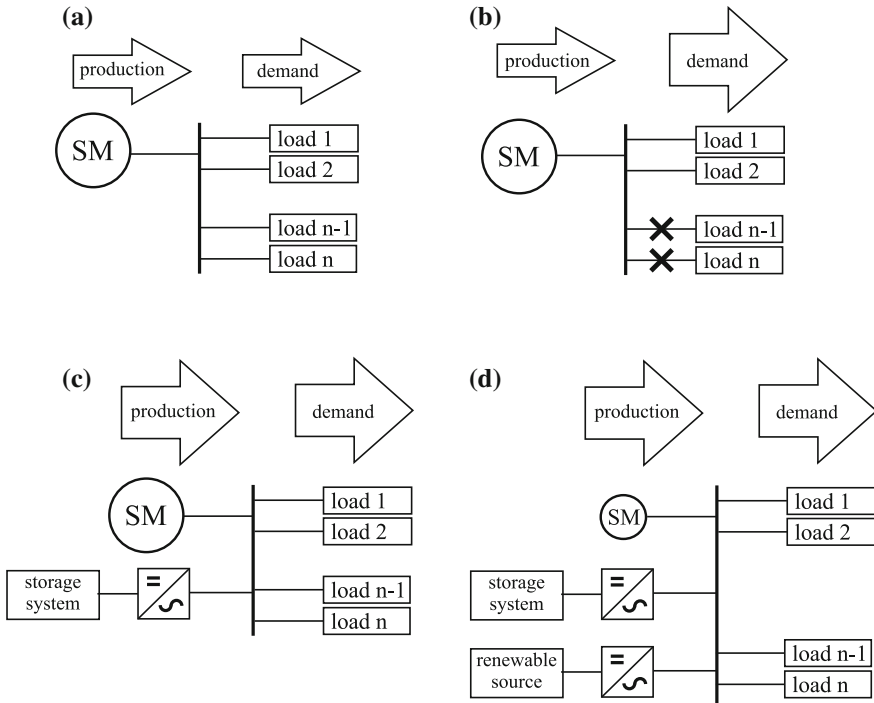 (a)
production
demand
SM
load 1
load 2
load n-1
load n
(b)
production
demand
SM
load 1
load 2
load n-1
load n
(c)
production
demand
SM
load 1
load 2
storage
system
=
load n-1
load n
(d)
production
demand
SM
load 1
load 2
storage
system
=
renewable
source
=
load n-1
load n